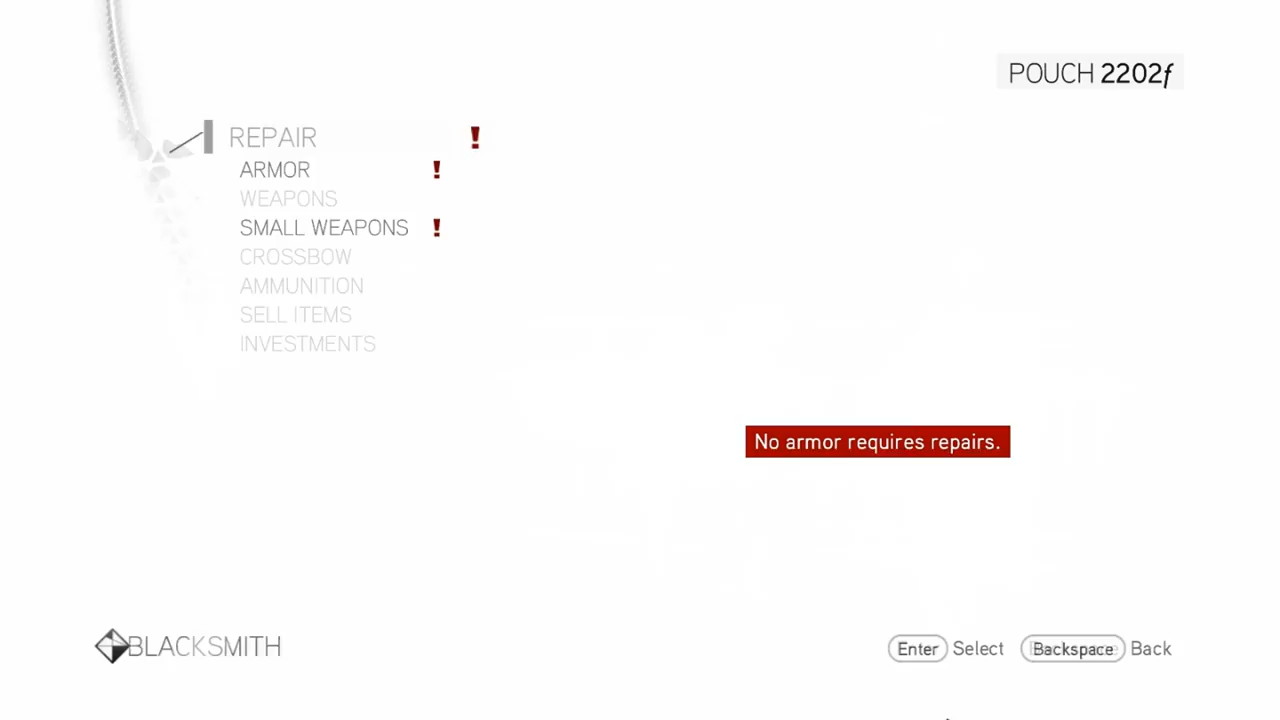 POUCH 2202ƒ
REPAIR !
ARMOR !
WEAPONS
SMALL WEAPONS !
CROSSBOW
AMMUNITION
SELL ITEMS
INVESTMENTS
No armor requires repairs.
BLACKSMITH
Enter Select Backspace Back